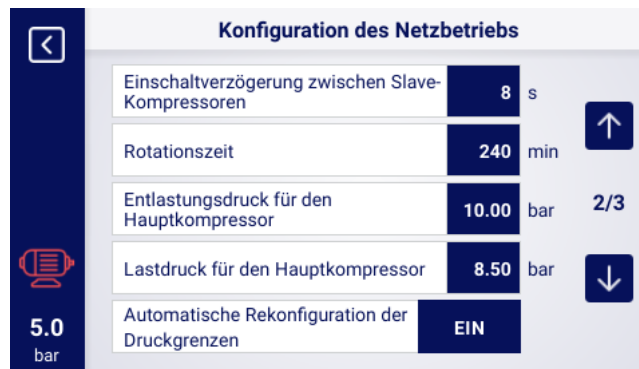 Konfiguration des Netzbetriebs
Einschaltverzögerung zwischen Slave-
Kompressoren
8 s
Rotationszeit
240 min
Entlastungsdruck für den
Hauptkompressor
10.00 bar
2/3
Lastdruck für den Hauptkompressor
8.50 bar
Automatische Rekonfiguration der
Druckgrenzen
EIN
5.0
bar